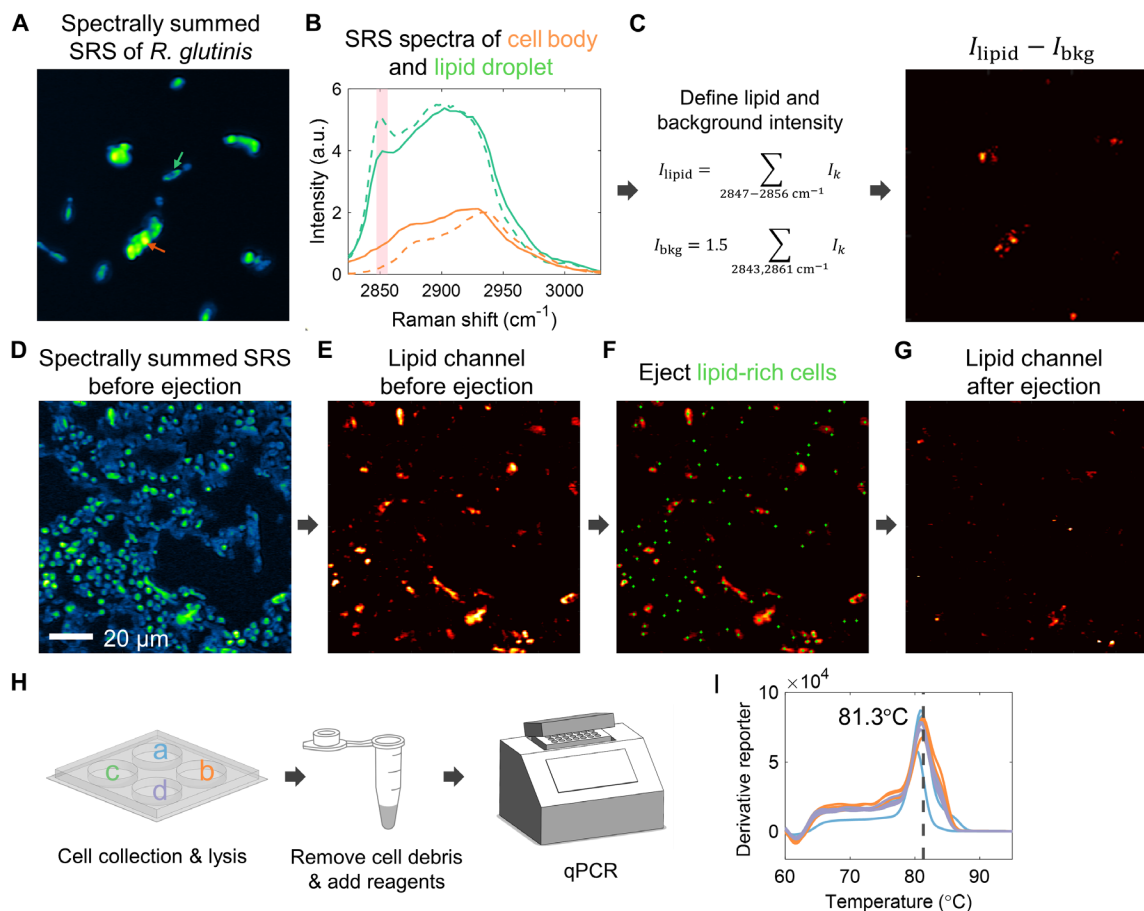 A
Spectrally summed
SRS of R. glutinis
B
SRS spectra of cell body
and lipid droplet
Intensity (a.u.)
6
4
2
0
2850
2900
2950
3000
Raman shift (cm⁻¹)
C
Define lipid and
background intensity
I_lipid = ∑ I_k
2847−2856 cm⁻¹
I_bkg = 1.5 ∑ I_k
2843,2861 cm⁻¹
I_lipid − I_bkg
D
Spectrally summed SRS
before ejection
20 μm
E
Lipid channel
before ejection
F
Eject lipid-rich cells
G
Lipid channel
after ejection
H
a
b
c
d
Cell collection & lysis
Remove cell debris
& add reagents
qPCR
I
×10⁴
10
5
0
81.3°C
Derivative reporter
60
70
80
90
Temperature (°C)